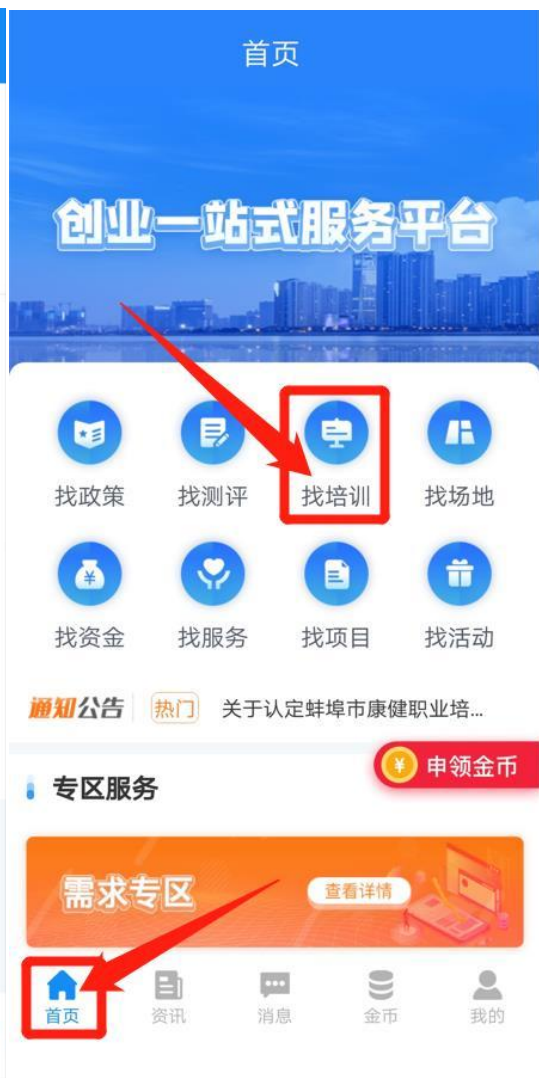 首页
创业一站式服务平台
找政策 找测评 找培训 找场地
找资金 找服务 找项目 找活动
通知公告 热门 关于认定蚌埠市康健职业培...
申领金币
专区服务
需求专区 查看详情
首页 资讯 消息 金币 我的